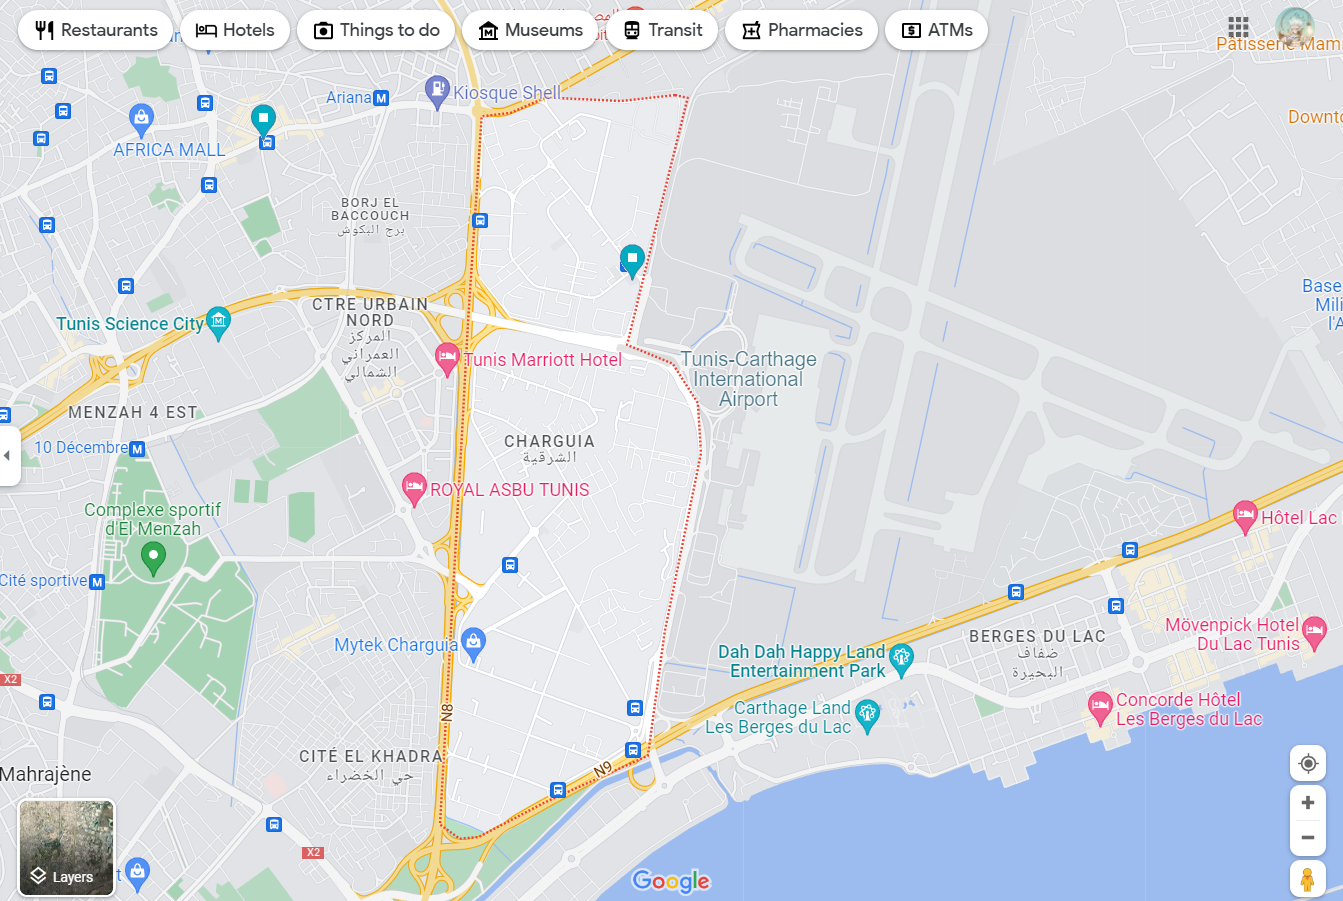 Restaurants
Hotels
Things to do
Museums
Transit
Pharmacies
ATMs
Pâtisserie Mam
Kiosque Shell
Ariana M
AFRICA MALL
Downto
BORJ EL
BACCOUCH
برج البكوش
Base
Mili
l'A
CTRE URBAIN
NORD
المركز
العمراني
الشمالي
Tunis Science City
Tunis Marriott Hotel
Tunis-Carthage
International
Airport
MENZAH 4 EST
CHARGUIA
الشرقية
10 Décembre M
ROYAL ASBU TUNIS
Complexe sportif
d'El Menzah
Hôtel Lac
Cité sportive M
Mytek Charguia
BERGES DU LAC
ضفاف
البحيرة
Mövenpick Hotel
Du Lac Tunis
Dah Dah Happy Land
Entertainment Park
X2
Carthage Land
Les Berges du Lac
Concorde Hôtel
Les Berges du Lac
N8
CITÉ EL KHADRA
حي الخضراء
Mahrajène
N9
X2
Layers
Google